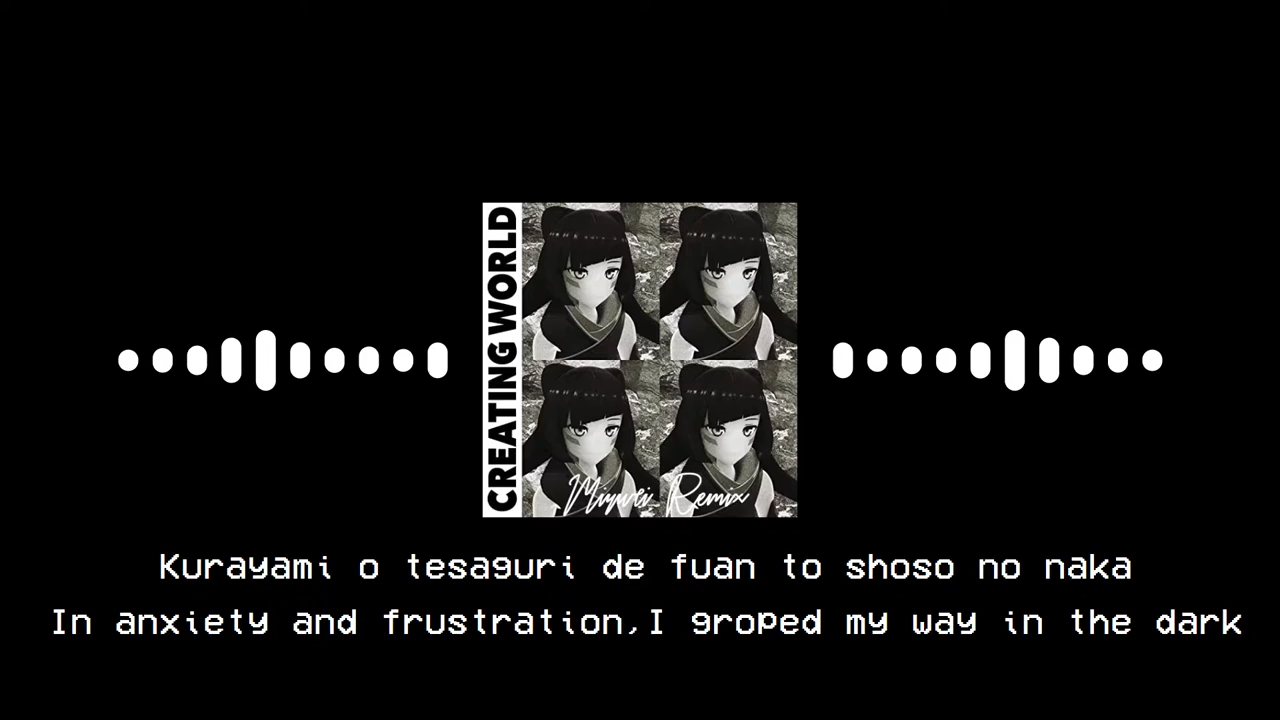 CREATING WORLD
Miywei Remix
Kurayami o tesaguri de fuan to shoso no naka
In anxiety and frustration,I groped my way in the dark